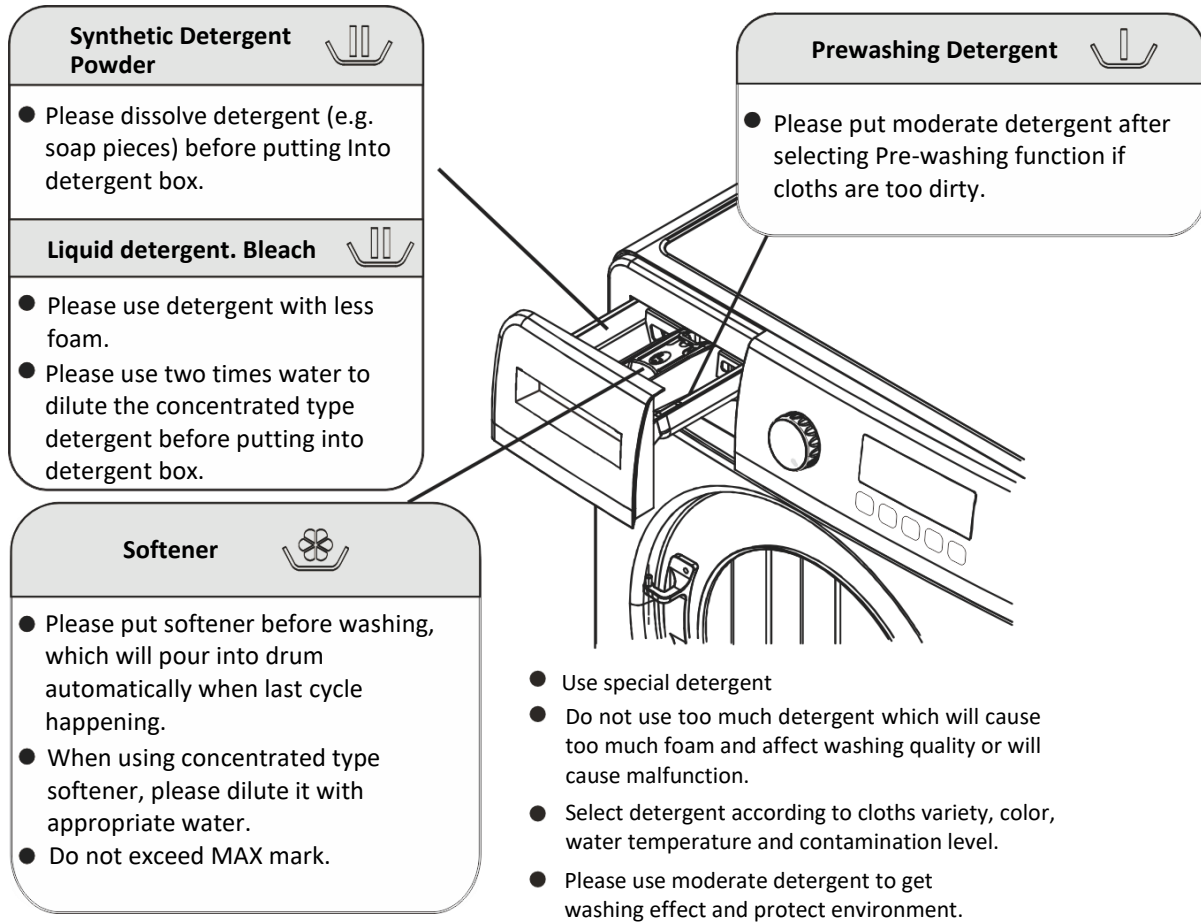 Synthetic Detergent
Powder
● Please dissolve detergent (e.g.
soap pieces) before putting Into
detergent box.
Liquid detergent. Bleach
● Please use detergent with less
foam.
● Please use two times water to
dilute the concentrated type
detergent before putting into
detergent box.
Softener
● Please put softener before washing,
which will pour into drum
automatically when last cycle
happening.
● When using concentrated type
softener, please dilute it with
appropriate water.
● Do not exceed MAX mark.
Prewashing Detergent
● Please put moderate detergent after
selecting Pre-washing function if
cloths are too dirty.
● Use special detergent
● Do not use too much detergent which will cause
too much foam and affect washing quality or will
cause malfunction.
● Select detergent according to cloths variety, color,
water temperature and contamination level.
● Please use moderate detergent to get
washing effect and protect environment.